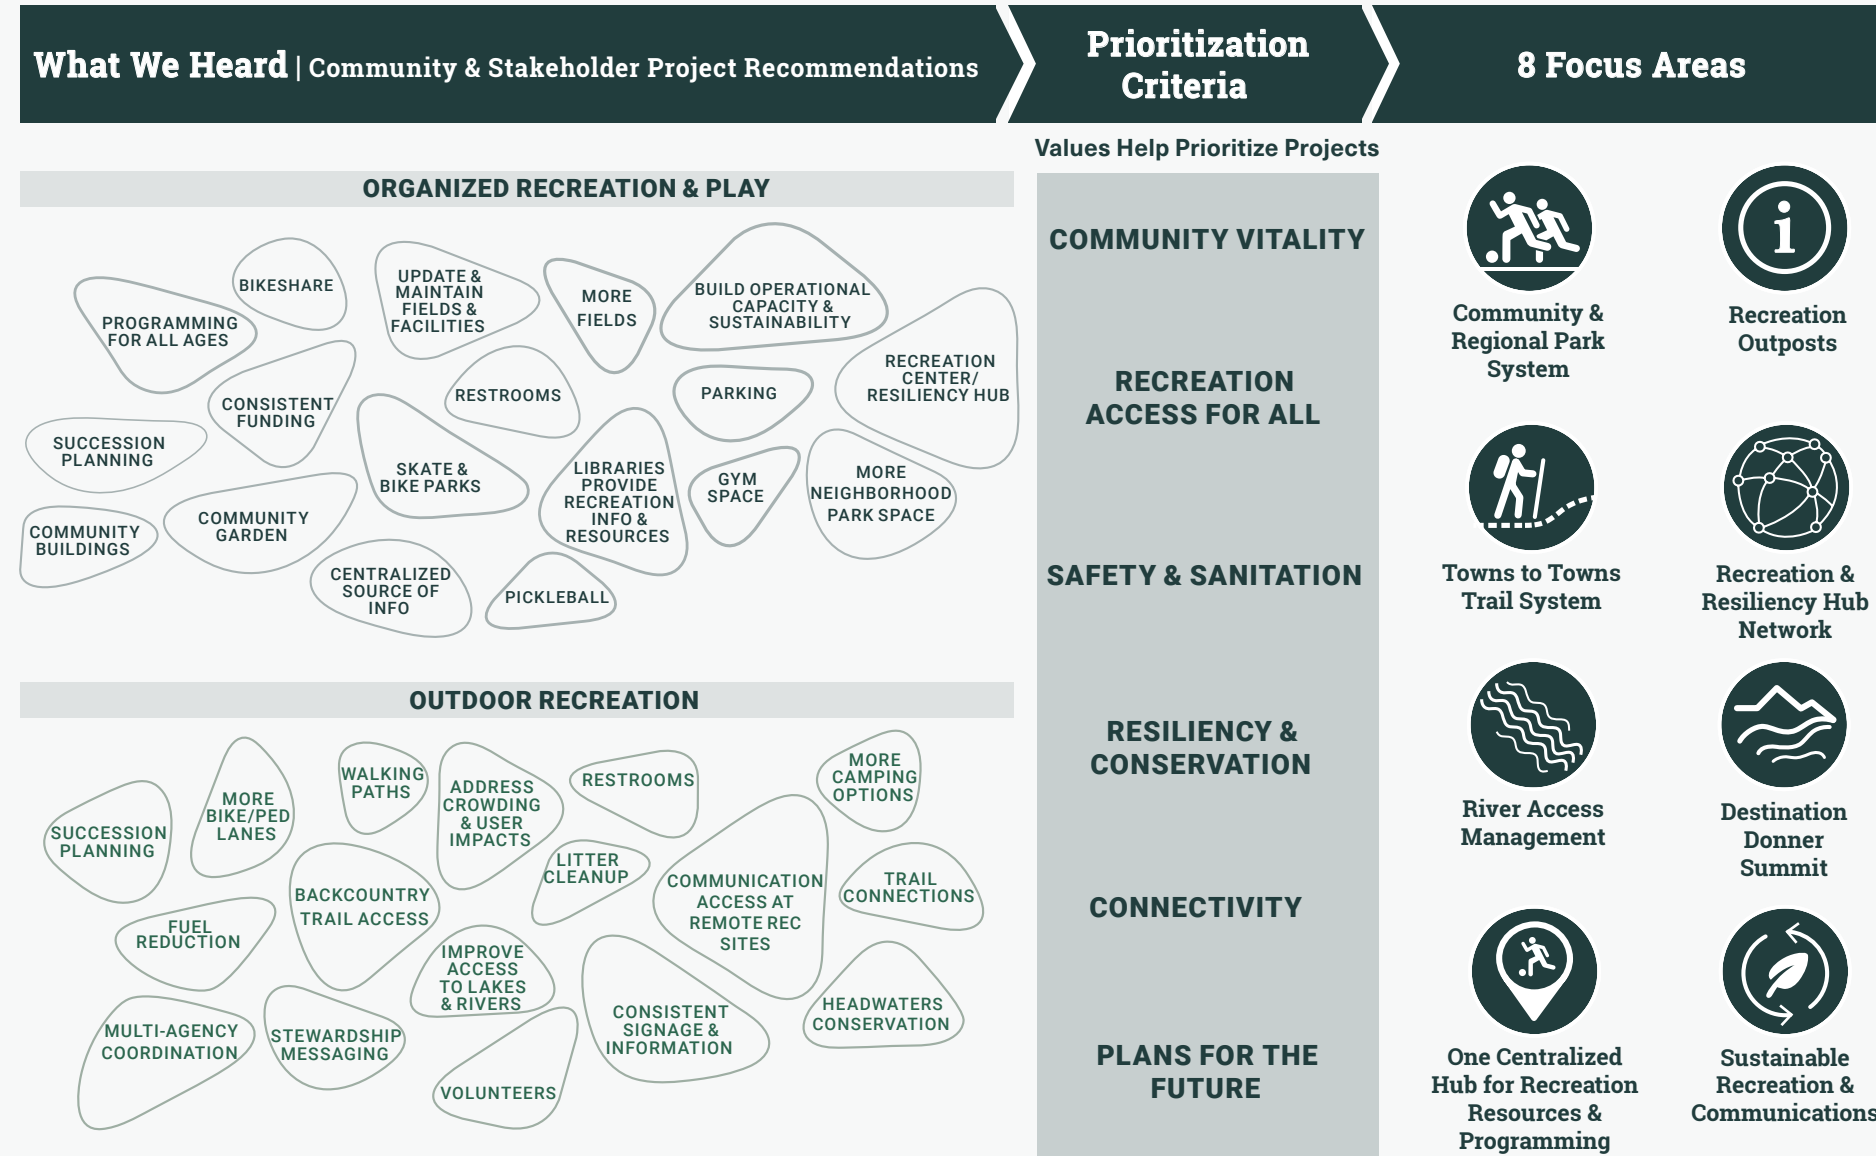 What We Heard | Community & Stakeholder Project Recommendations
Prioritization
Criteria
8 Focus Areas
ORGANIZED RECREATION & PLAY
PROGRAMMING
FOR ALL AGES
BIKESHARE
UPDATE &
MAINTAIN
FIELDS &
FACILITIES
MORE
FIELDS
BUILD OPERATIONAL
CAPACITY &
SUSTAINABILITY
RECREATION
CENTER/
RESILIENCY HUB
CONSISTENT
FUNDING
RESTROOMS
PARKING
SUCCESSION
PLANNING
SKATE &
BIKE PARKS
LIBRARIES
PROVIDE
RECREATION
INFO &
RESOURCES
GYM
SPACE
MORE
NEIGHBORHOOD
PARK SPACE
COMMUNITY
BUILDINGS
COMMUNITY
GARDEN
CENTRALIZED
SOURCE OF
INFO
PICKLEBALL
OUTDOOR RECREATION
SUCCESSION
PLANNING
MORE
BIKE/PED
LANES
WALKING
PATHS
ADDRESS
CROWDING
& USER
IMPACTS
RESTROOMS
MORE
CAMPING
OPTIONS
LITTER
CLEANUP
COMMUNICATION
ACCESS AT
REMOTE REC
SITES
TRAIL
CONNECTIONS
BACKCOUNTRY
TRAIL ACCESS
FUEL
REDUCTION
IMPROVE
ACCESS
TO LAKES
& RIVERS
CONSISTENT
SIGNAGE &
INFORMATION
HEADWATERS
CONSERVATION
MULTI-AGENCY
COORDINATION
STEWARDSHIP
MESSAGING
VOLUNTEERS
Values Help Prioritize Projects
COMMUNITY VITALITY
RECREATION
ACCESS FOR ALL
SAFETY & SANITATION
RESILIENCY &
CONSERVATION
CONNECTIVITY
PLANS FOR THE
FUTURE
Community &
Regional Park
System
i
Recreation
Outposts
Towns to Towns
Trail System
Recreation &
Resiliency Hub
Network
River Access
Management
Destination
Donner
Summit
One Centralized
Hub for Recreation
Resources &
Programming
Sustainable
Recreation &
Communications